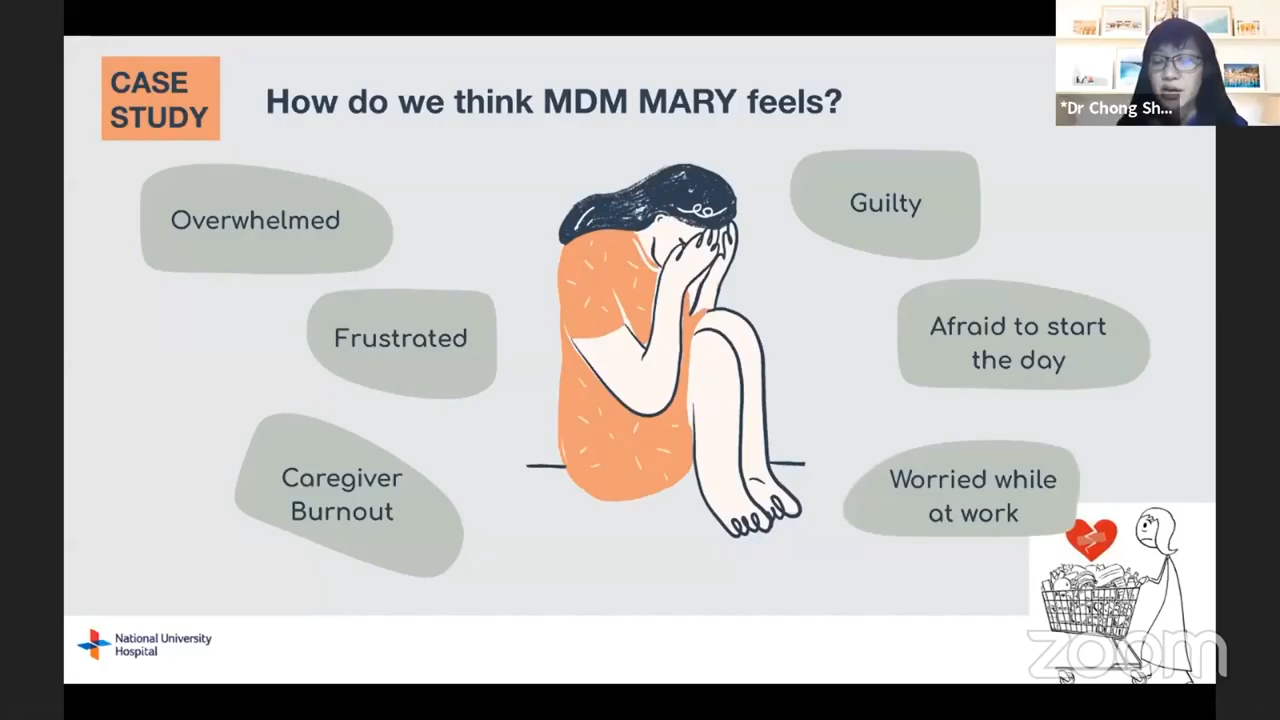 CASE
STUDY
How do we think MDM MARY feels?
*Dr Chong Sh...
Overwhelmed
Guilty
Frustrated
Afraid to start
the day
Caregiver
Burnout
Worried while
at work
National University
Hospital
zoom